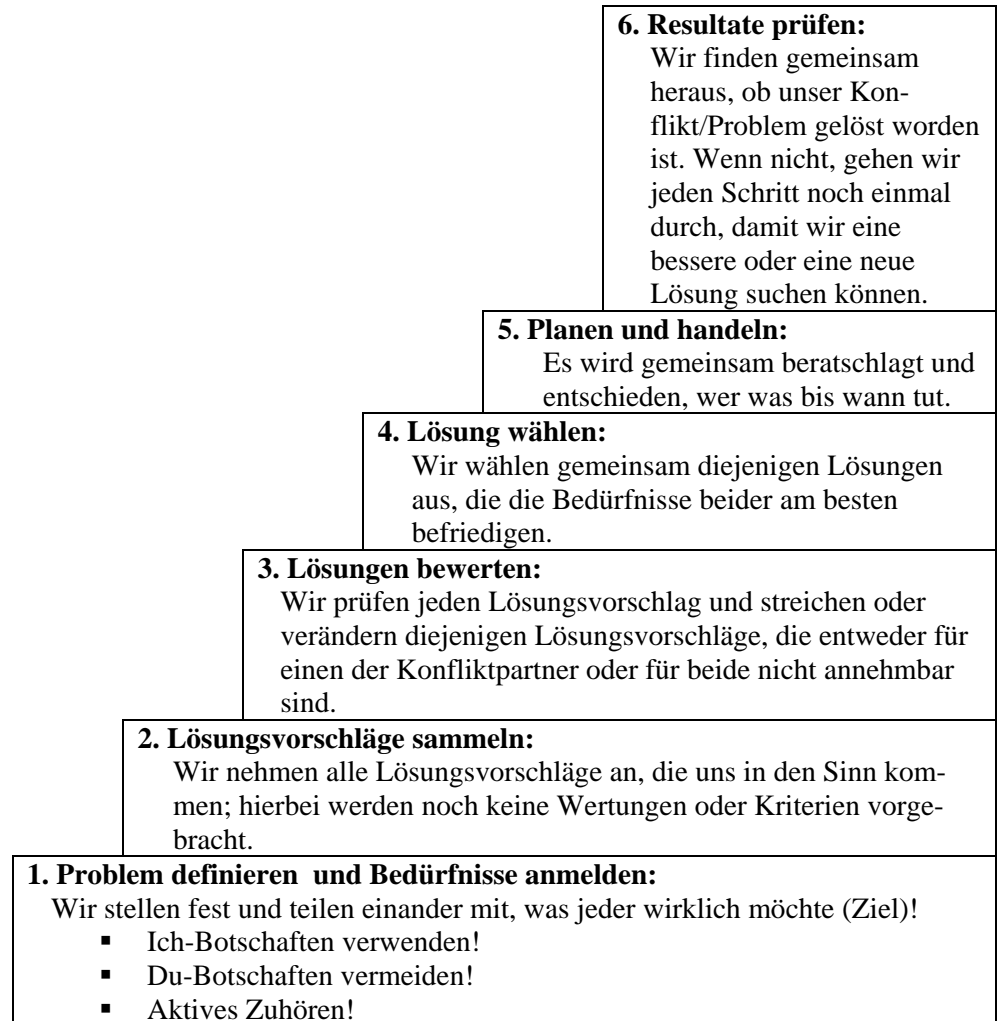 6. Resultate prüfen:
Wir finden gemeinsam
heraus, ob unser Kon-
flikt/Problem gelöst worden
ist. Wenn nicht, gehen wir
jeden Schritt noch einmal
durch, damit wir eine
bessere oder eine neue
Lösung suchen können.
5. Planen und handeln:
Es wird gemeinsam beratschlagt und
entschieden, wer was bis wann tut.
4. Lösung wählen:
Wir wählen gemeinsam diejenigen Lösungen
aus, die die Bedürfnisse beider am besten
befriedigen.
3. Lösungen bewerten:
Wir prüfen jeden Lösungsvorschlag und streichen oder
verändern diejenigen Lösungsvorschläge, die entweder für
einen der Konfliktpartner oder für beide nicht annehmbar
sind.
2. Lösungsvorschläge sammeln:
Wir nehmen alle Lösungsvorschläge an, die uns in den Sinn kom-
men; hierbei werden noch keine Wertungen oder Kriterien vorge-
bracht.
1. Problem definieren  und Bedürfnisse anmelden:
Wir stellen fest und teilen einander mit, was jeder wirklich möchte (Ziel)!
▪ Ich-Botschaften verwenden!
▪ Du-Botschaften vermeiden!
▪ Aktives Zuhören!